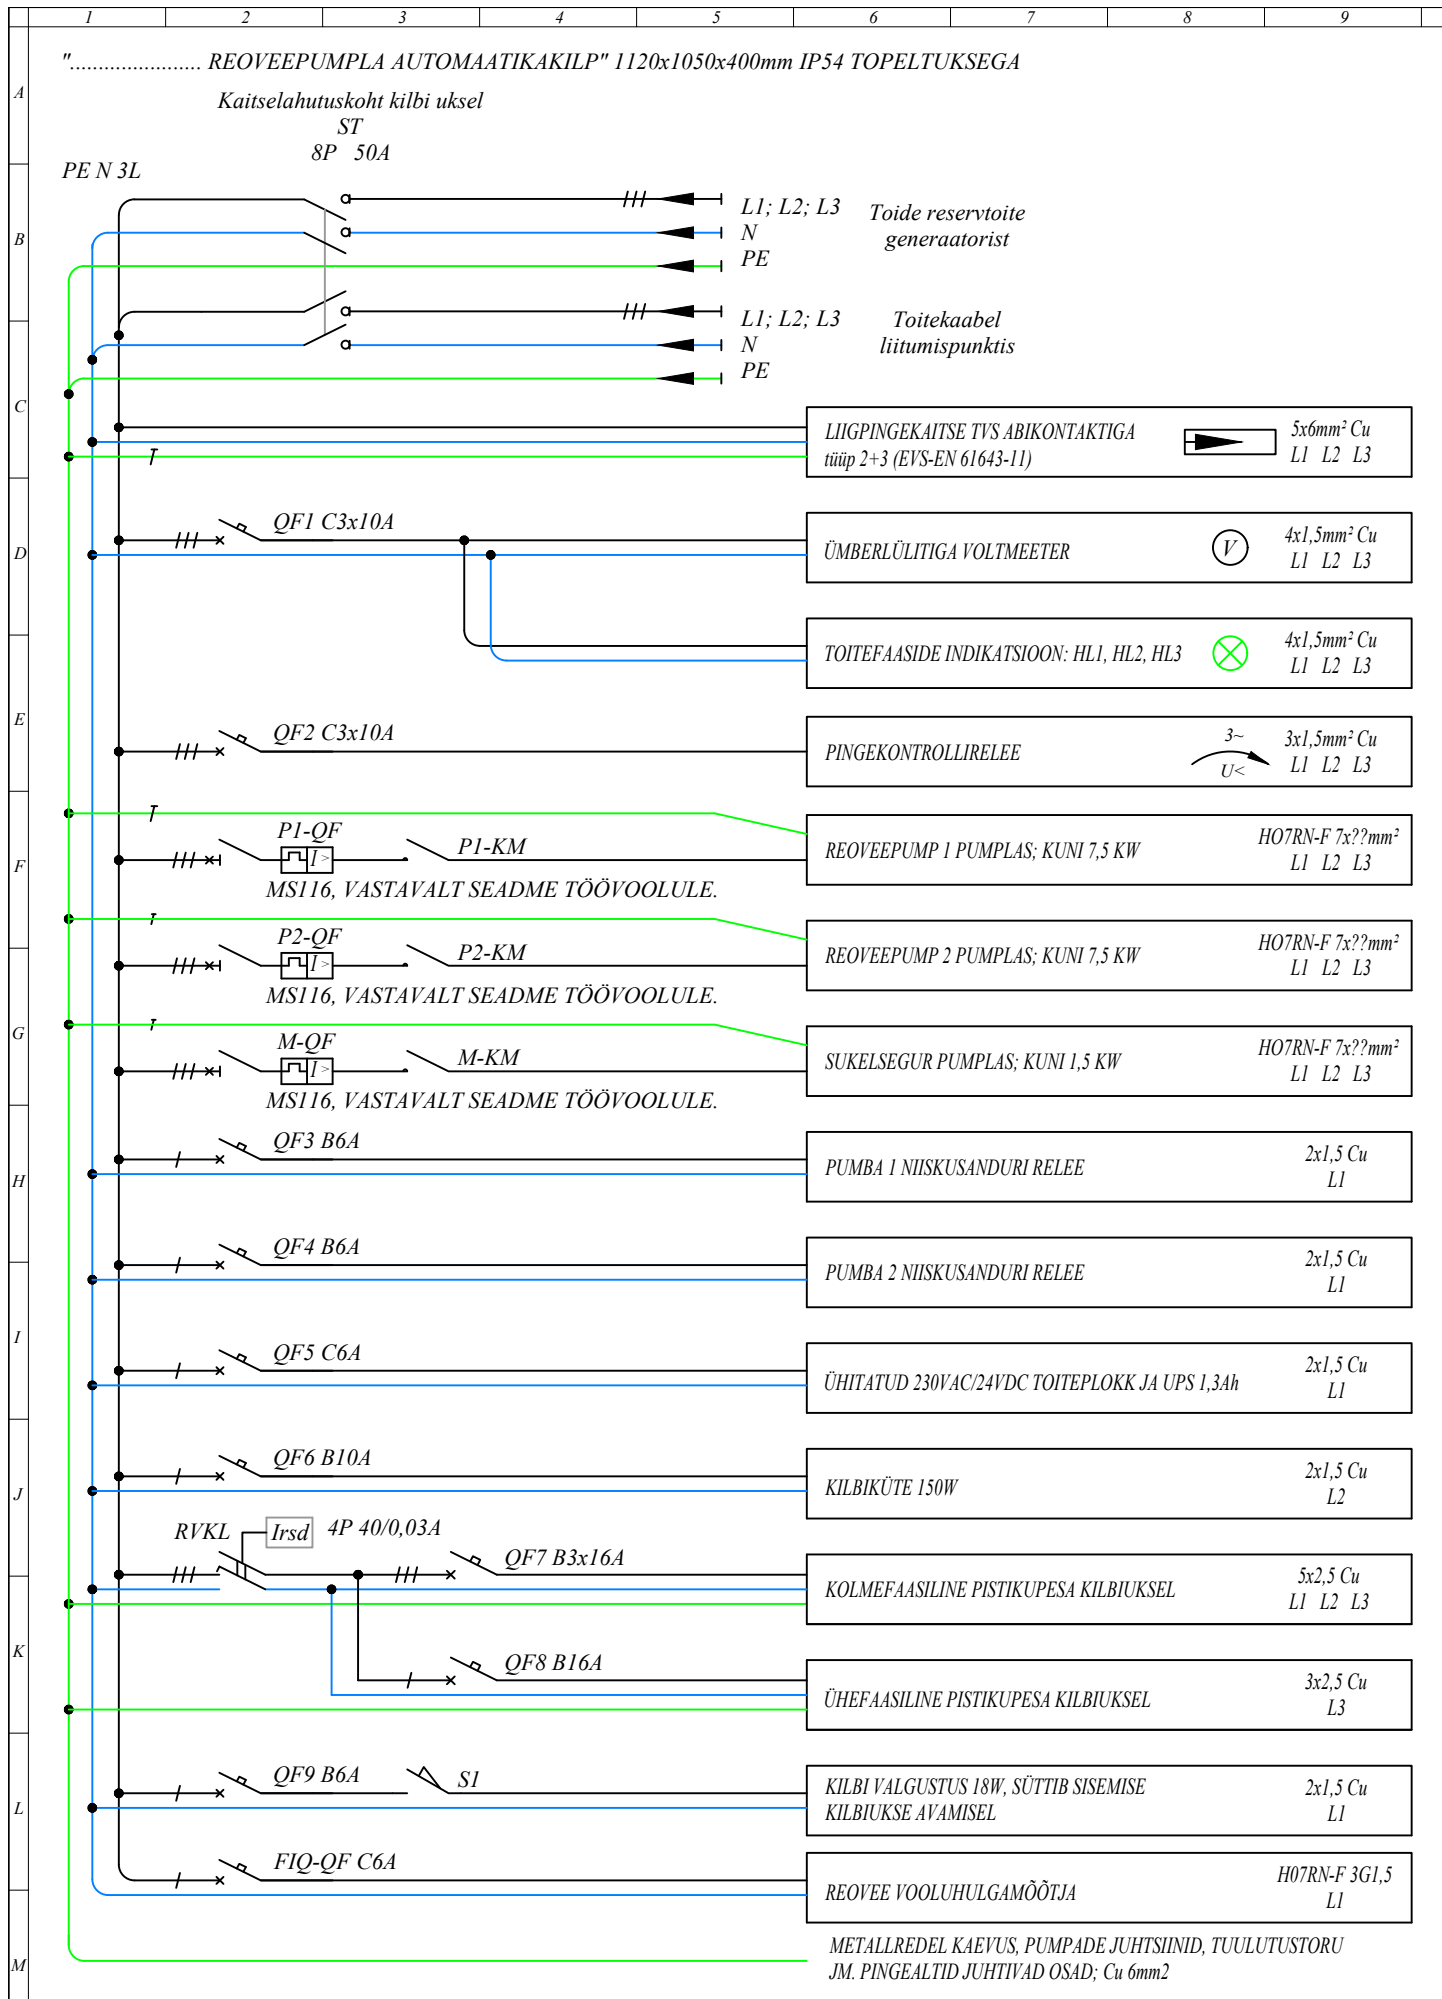 1 2 3 4 5 6 7 8 9
A
"....................... REOVEEPUMPLA AUTOMAATIKAKILP" 1120x1050x400mm IP54 TOPELTUKSEGA
Kaitselahutuskoht kilbi uksel
ST
8P 50A
PE N 3L
B
L1; L2; L3
N
PE
Toide reservtoite
generaatorist
L1; L2; L3
N
PE
Toitekaabel
liitumispunktis
C
LIIGPINGEKAITSE TVS ABIKONTAKTIGA
tüüp 2+3 (EVS-EN 61643-11)
5x6mm² Cu
L1 L2 L3
D
QF1 C3x10A
ÜMBERLÜLITIGA VOLTMEETER
V
4x1,5mm² Cu
L1 L2 L3
TOITEFAASIDE INDIKATSIOON: HL1, HL2, HL3
4x1,5mm² Cu
L1 L2 L3
E
QF2 C3x10A
PINGEKONTROLLIRELEE
3~
U<
3x1,5mm² Cu
L1 L2 L3
F
P1-QF
I >
P1-KM
MS116, VASTAVALT SEADME TÖÖVOOLULE.
REOVEEPUMP 1 PUMPLAS; KUNI 7,5 KW
HO7RN-F 7x??mm²
L1 L2 L3
P2-QF
I >
P2-KM
MS116, VASTAVALT SEADME TÖÖVOOLULE.
REOVEEPUMP 2 PUMPLAS; KUNI 7,5 KW
HO7RN-F 7x??mm²
L1 L2 L3
G
M-QF
I >
M-KM
MS116, VASTAVALT SEADME TÖÖVOOLULE.
SUKELSEGUR PUMPLAS; KUNI 1,5 KW
HO7RN-F 7x??mm²
L1 L2 L3
H
QF3 B6A
PUMBA 1 NIISKUSANDURI RELEE
2x1,5 Cu
L1
QF4 B6A
PUMBA 2 NIISKUSANDURI RELEE
2x1,5 Cu
L1
I
QF5 C6A
ÜHITATUD 230VAC/24VDC TOITEPLOKK JA UPS 1,3Ah
2x1,5 Cu
L1
J
QF6 B10A
KILBIKÜTE 150W
2x1,5 Cu
L2
RVKL
Irsd
4P 40/0,03A
QF7 B3x16A
KOLMEFAASILINE PISTIKUPESA KILBIUKSEL
5x2,5 Cu
L1 L2 L3
K
QF8 B16A
ÜHEFAASILINE PISTIKUPESA KILBIUKSEL
3x2,5 Cu
L3
L
QF9 B6A
S1
KILBI VALGUSTUS 18W, SÜTTIB SISEMISE
KILBIUKSE AVAMISEL
2x1,5 Cu
L1
FIQ-QF C6A
REOVEE VOOLUHULGAMÕÕTJA
H07RN-F 3G1,5
L1
M
METALLREDEL KAEVUS, PUMPADE JUHTSIINID, TUULUTUSTORU
JM. PINGEALTID JUHTIVAD OSAD; Cu 6mm2